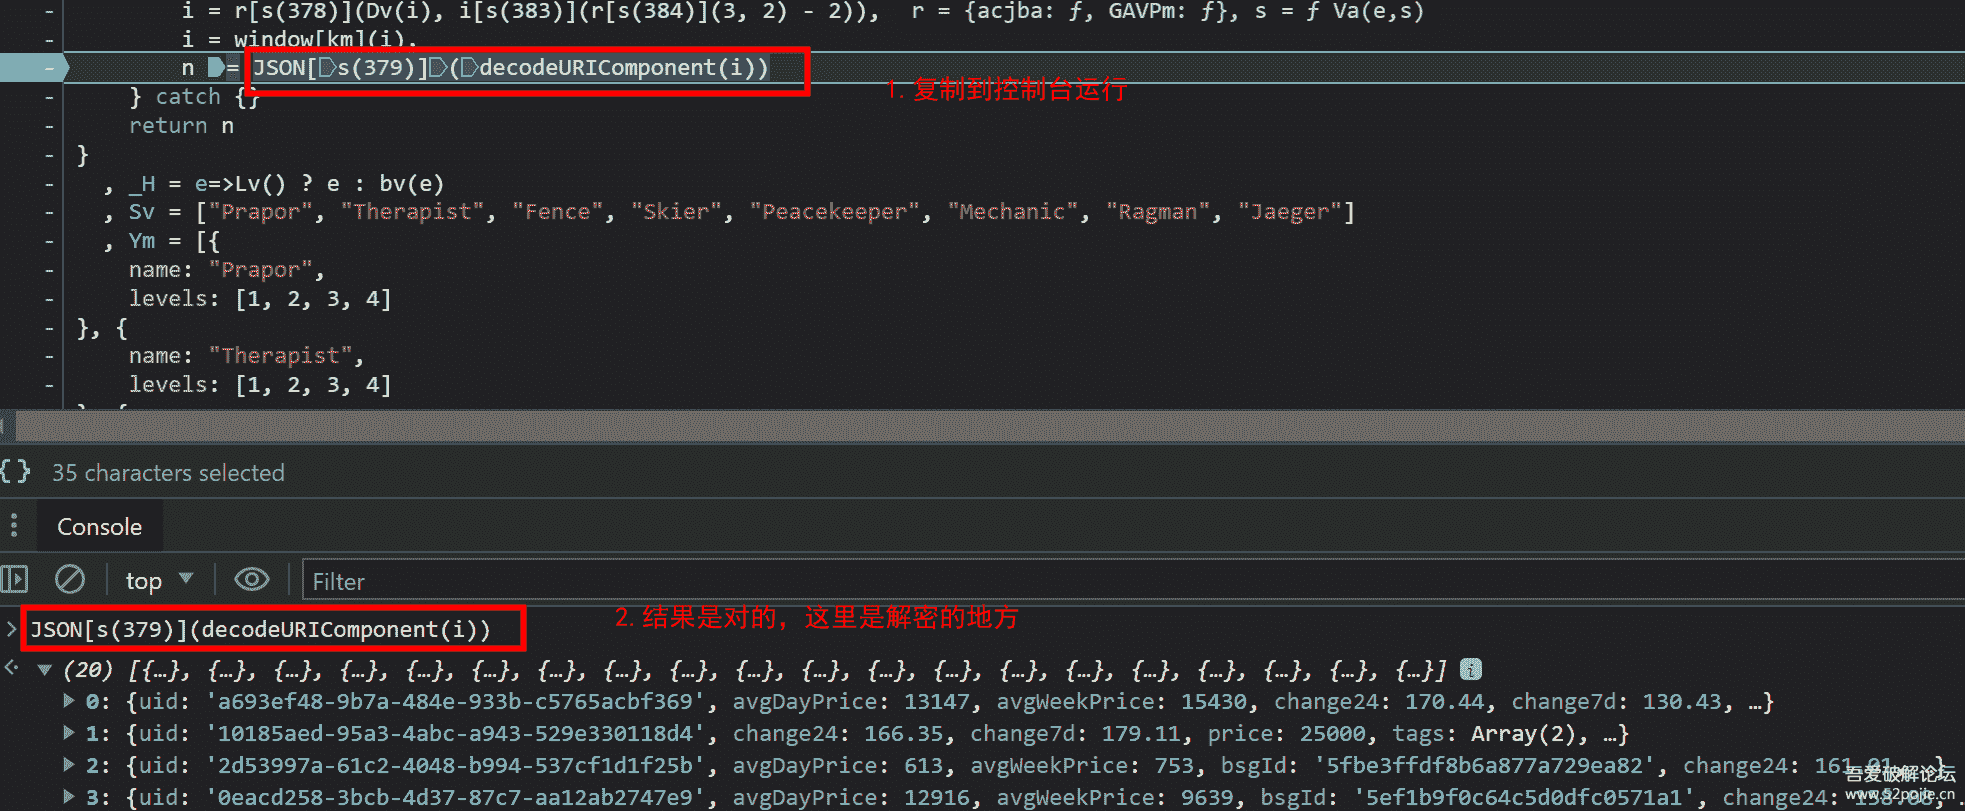 i = r[s(378)](Dv(i), i[s(383)](r[s(384)](3, 2) - 2)),  r = {acjba: f, GAVPm: f}, s = f Va(e,s)
i = window[km](i),
n = JSON[s(379)](decodeURIComponent(i))
1. 复制到控制台运行
} catch {}
return n
}
, _H = e=>Lv() ? e : bv(e)
, Sv = ["Prapor", "Therapist", "Fence", "Skier", "Peacekeeper", "Mechanic", "Ragman", "Jaeger"]
, Ym = [{
name: "Prapor",
levels: [1, 2, 3, 4]
}, {
name: "Therapist",
levels: [1, 2, 3, 4]
{} 35 characters selected
Console
top Filter
JSON[s(379)](decodeURIComponent(i))
2. 结果是对的，这里是解密的地方
(20) [{…}, {…}, {…}, {…}, {…}, {…}, {…}, {…}, {…}, {…}, {…}, {…}, {…}, {…}, {…}, {…}, {…}, {…}, {…}, {…}] i
0: {uid: 'a693ef48-9b7a-484e-933b-c5765acbf369', avgDayPrice: 13147, avgWeekPrice: 15430, change24: 170.44, change7d: 130.43, …}
1: {uid: '10185aed-95a3-4abc-a943-529e330118d4', change24: 166.35, change7d: 179.11, price: 25000, tags: Array(2), …}
2: {uid: '2d53997a-61c2-4048-b994-537cf1d1f25b', avgDayPrice: 613, avgWeekPrice: 753, bsgId: '5fbe3ffdf8b6a877a729ea82', change24: 161.01
3: {uid: '0eacd258-3bcb-4d37-87c7-aa12ab2747e9', avgDayPrice: 12916, avgWeekPrice: 9639, bsgId: '5ef1b9f0c64c5d0dfc0571a1', change24:
吾爱破解论坛
www.52pojie.cn